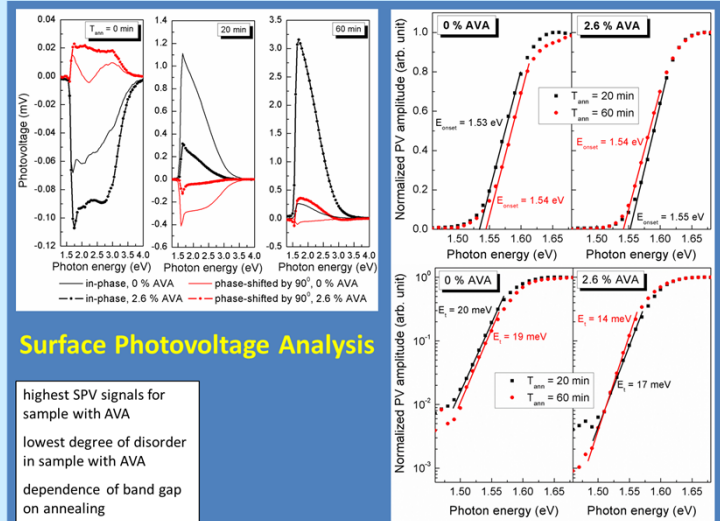 T_ann = 0 min
20 min
60 min
0.04
0.02
0.00
-0.02
-0.04
-0.06
-0.08
-0.10
-0.12
1.2
1.0
0.8
0.6
0.4
0.2
0.0
-0.2
-0.4
-0.6
-0.8
3.5
3.0
2.5
2.0
1.5
1.0
0.5
0.0
-0.5
Photovoltage (mV)
1.5 2.0 2.5 3.0 3.5 4.0
1.5 2.0 2.5 3.0 3.5 4.0
1.5 2.0 2.5 3.0 3.5 4.0
Photon energy (eV)
Photon energy (eV)
Photon energy (eV)
in-phase, 0 % AVA
phase-shifted by 90⁰, 0 % AVA
in-phase, 2.6 % AVA
phase-shifted by 90⁰, 2.6 % AVA
Surface Photovoltage Analysis
highest SPV signals for
sample with AVA
lowest degree of disorder
in sample with AVA
dependence of band gap
on annealing
0 % AVA
2.6 % AVA
Normalized PV amplitude (arb. unit)
1.0
0.8
0.6
0.4
0.2
0.0
T_ann = 20 min
T_ann = 60 min
E_onset = 1.53 eV
E_onset = 1.54 eV
E_onset = 1.54 eV
E_onset = 1.55 eV
1.50 1.55 1.60 1.65
1.50 1.55 1.60 1.65
Photon energy (eV)
Photon energy (eV)
0 % AVA
2.6 % AVA
Normalized PV amplitude (arb. unit)
10⁰
10⁻¹
10⁻²
10⁻³
E_t = 20 meV
E_t = 19 meV
E_t = 14 meV
E_t = 17 meV
T_ann = 20 min
T_ann = 60 min
1.50 1.55 1.60 1.65
1.50 1.55 1.60 1.65
Photon energy (eV)
Photon energy (eV)